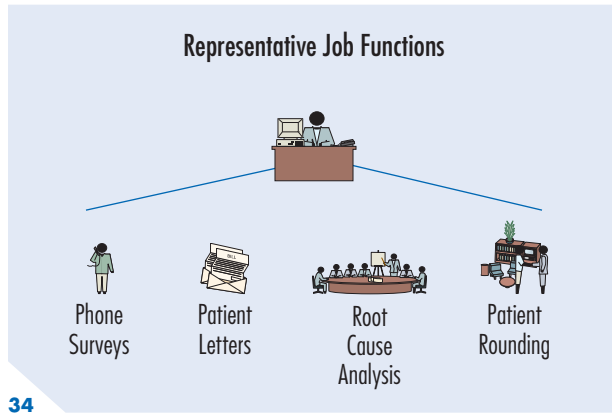 Representative Job Functions
Phone
Surveys
Patient
Letters
Root
Cause
Analysis
Patient
Rounding
34